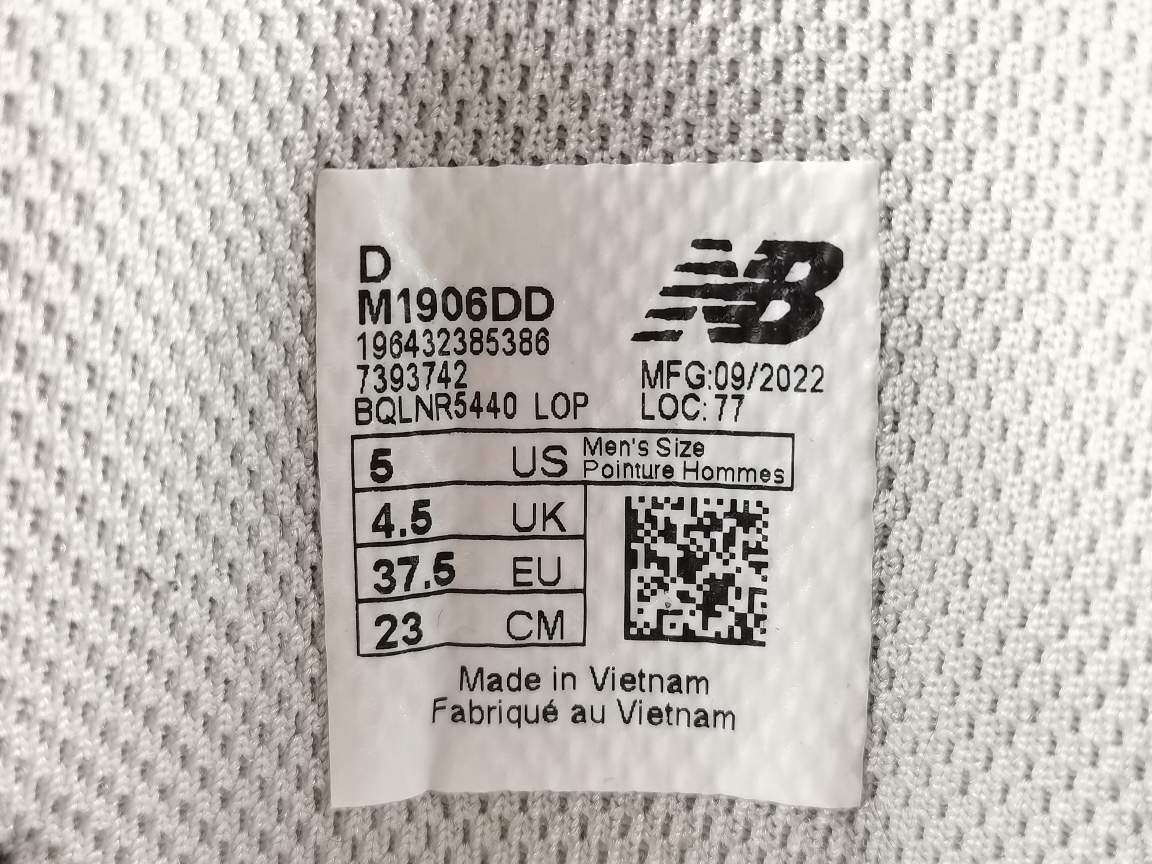 D
M1906DD
196432385386
7393742
BQLNR5440 LOP
NB
MFG:09/2022
LOC:77
5 US Men's Size
Pointure Hommes
4.5 UK
37.5 EU
23 CM
Made in Vietnam
Fabriqué au Vietnam